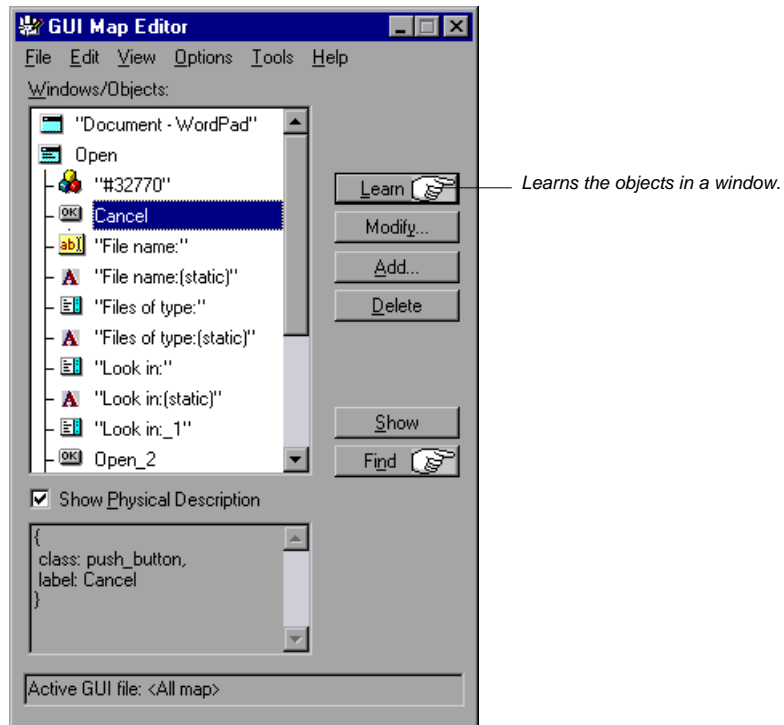 GUI Map Editor
File Edit View Options Tools Help
Windows/Objects:
"Document - WordPad"
Open
"#32770"
OK Cancel
ab "File name:"
A "File name:(static)"
"Files of type:"
A "Files of type:(static)"
"Look in:"
A "Look in:(static)"
"Look in:_1"
OK Open_2
Learn
Learns the objects in a window.
Modify...
Add...
Delete
Show
Find
Show Physical Description
{
class: push_button,
label: Cancel
}
Active GUI file: <All map>